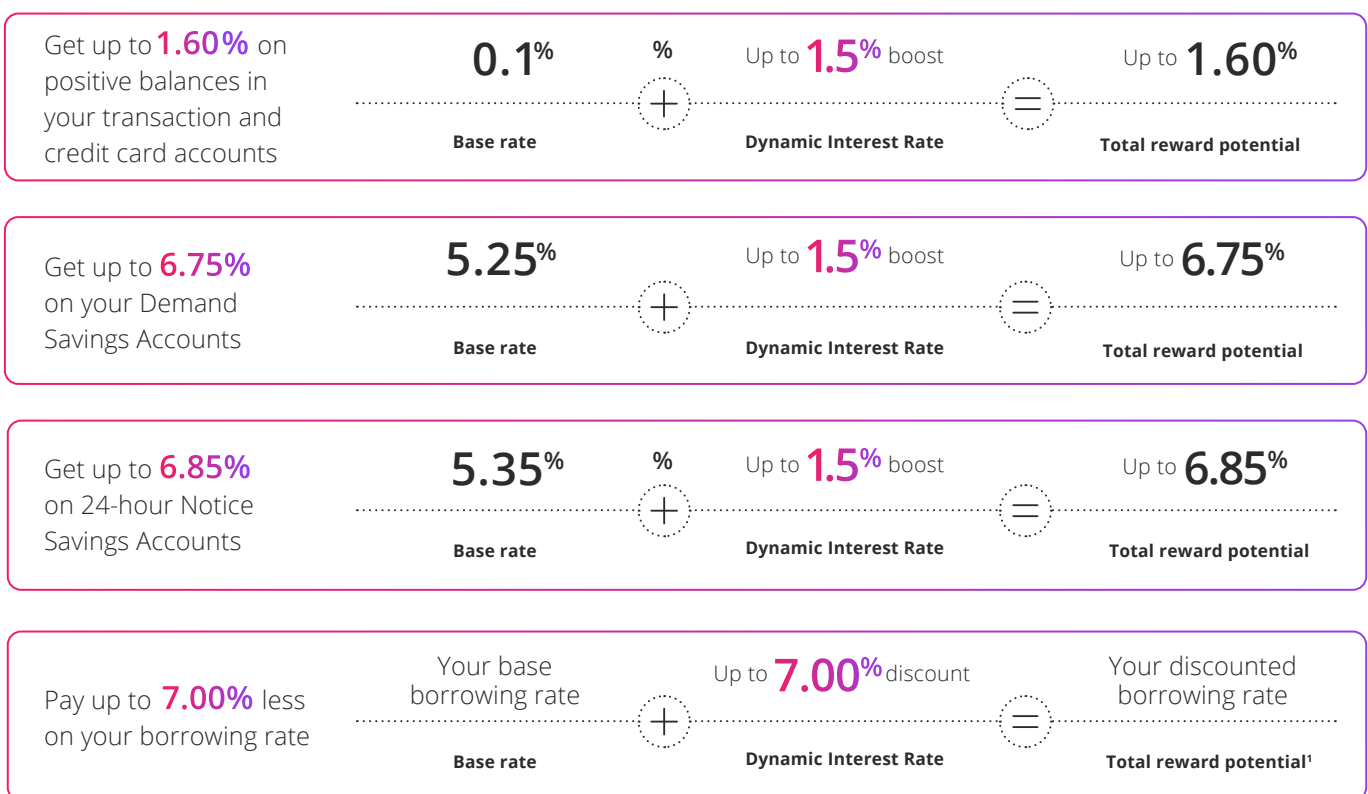 Get up to 1.60% on
positive balances in
your transaction and
credit card accounts
0.1%
%
Up to 1.5% boost
Up to 1.60%
+
=
Base rate
Dynamic Interest Rate
Total reward potential
Get up to 6.75%
on your Demand
Savings Accounts
5.25%
Up to 1.5% boost
Up to 6.75%
+
=
Base rate
Dynamic Interest Rate
Total reward potential
Get up to 6.85%
on 24-hour Notice
Savings Accounts
5.35%
%
Up to 1.5% boost
Up to 6.85%
+
=
Base rate
Dynamic Interest Rate
Total reward potential
Pay up to 7.00% less
on your borrowing rate
Your base
borrowing rate
Up to 7.00% discount
Your discounted
borrowing rate
+
=
Base rate
Dynamic Interest Rate
Total reward potential¹